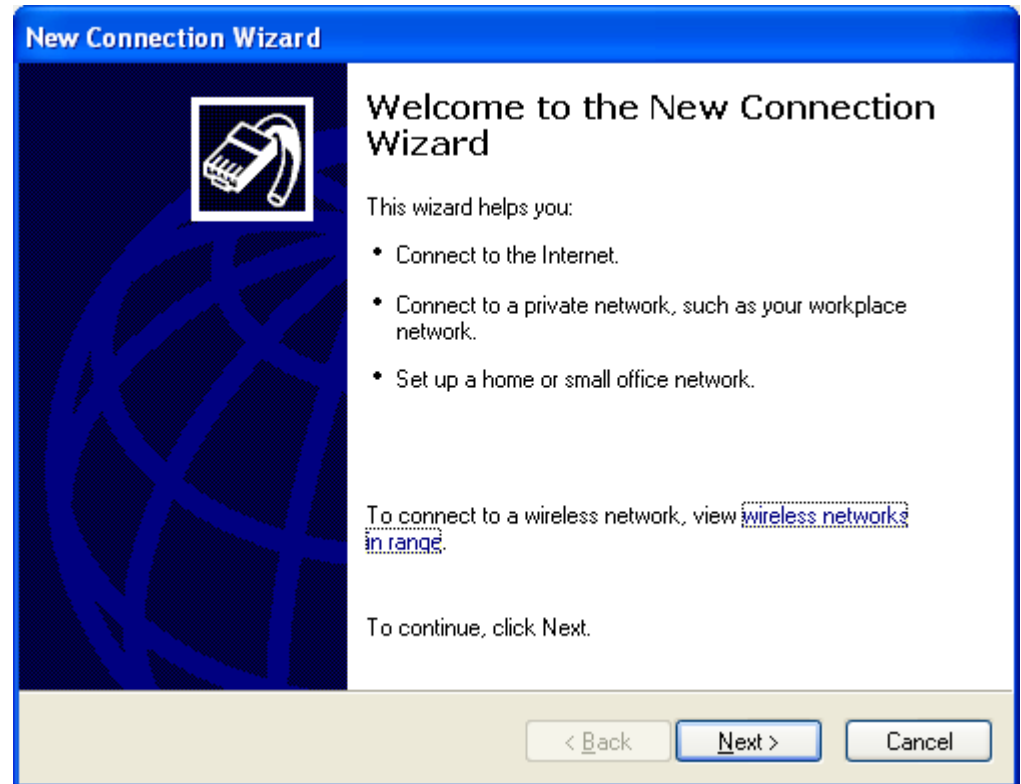 New Connection Wizard
Welcome to the New Connection
Wizard
This wizard helps you:
• Connect to the Internet.
• Connect to a private network, such as your workplace
network.
• Set up a home or small office network.
To connect to a wireless network, view wireless networks
in range.
To continue, click Next.
< Back Next > Cancel